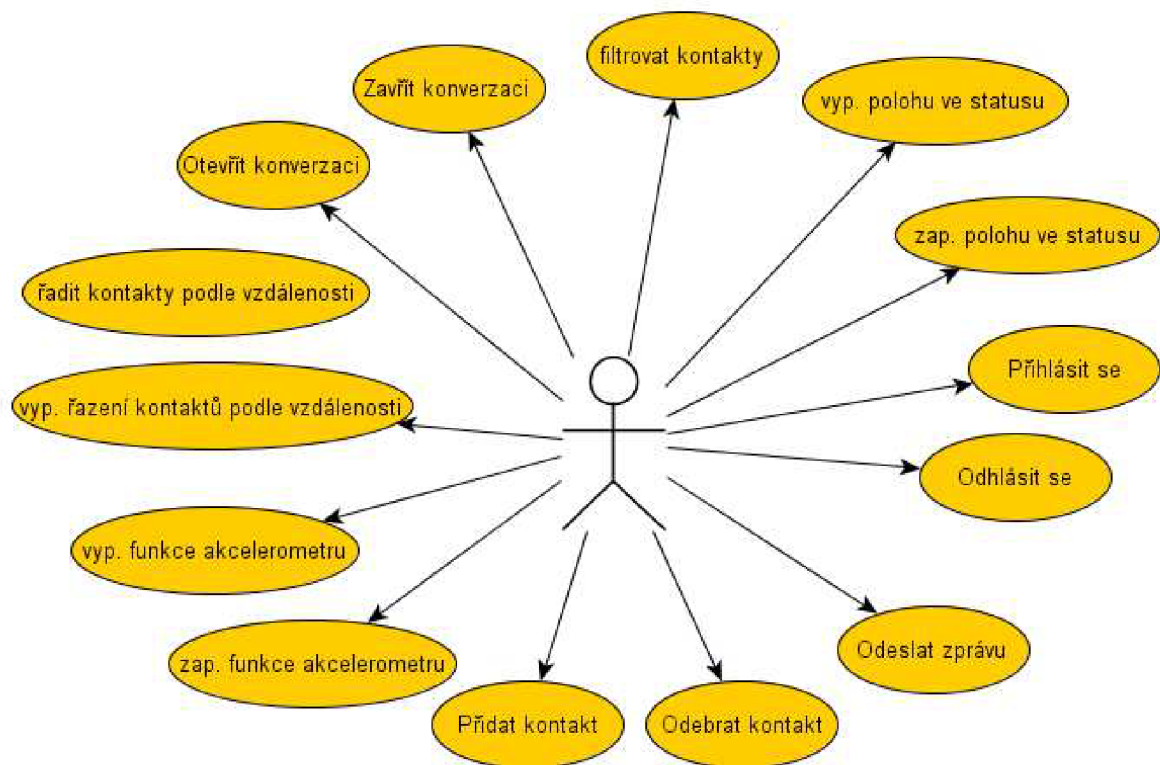 filtrovat kontakty
Zavřít konverzaci
vyp. polohu ve statusu
Otevřít konverzaci
zap. polohu ve statusu
řadit kontakty podle vzdálenosti
Přihlásit se
vyp. řazení kontaktů podle vzdálenosti
Odhlásit se
vyp. funkce akcelerometru
Odeslat zprávu
zap. funkce akcelerometru
Přidat kontakt
Odebrat kontakt